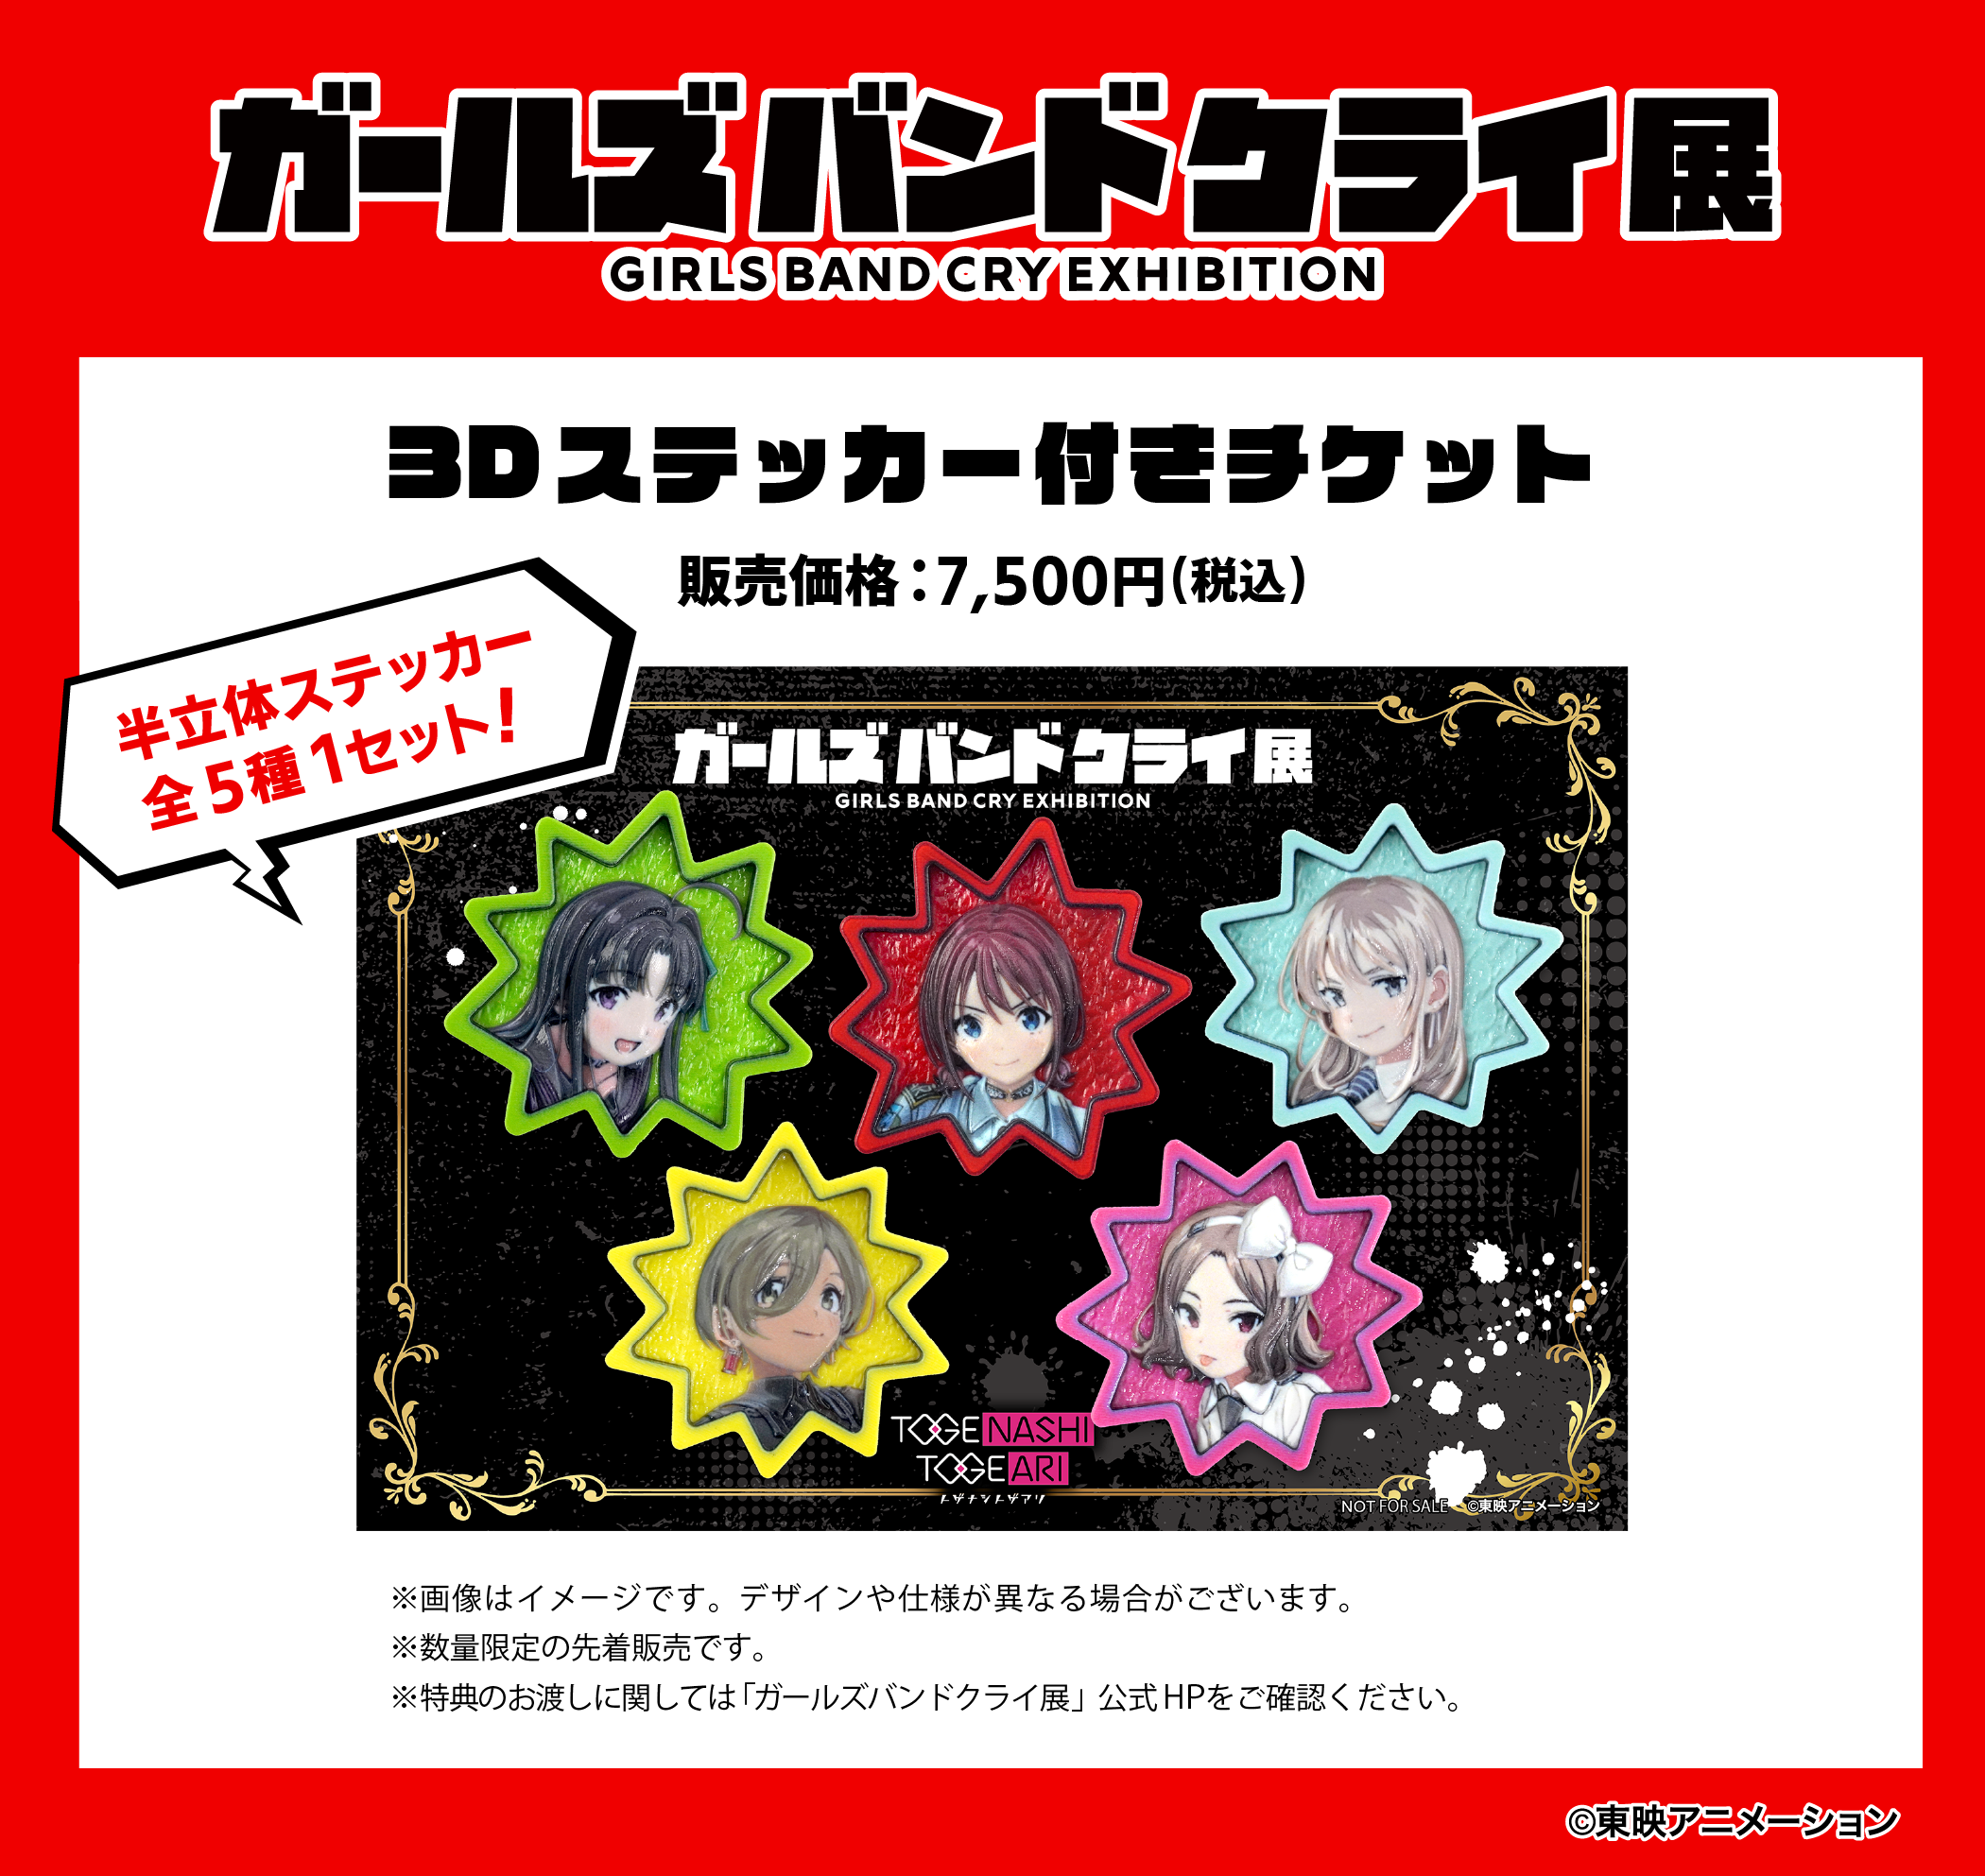 ガールズバンドクライ展
GIRLS BAND CRY EXHIBITION
3Dステッカー付きチケット
販売価格：7,500円（税込）
半立体ステッカー
全5種1セット！
ガールズバンドクライ展
GIRLS BAND CRY EXHIBITION
TOGENASHI
TOGEARI
トゲナシトゲアリ
NOT FOR SALE ©東映アニメーション
※画像はイメージです。デザインや仕様が異なる場合がございます。
※数量限定の先着販売です。
※特典のお渡しに関しては「ガールズバンドクライ展」公式HPをご確認ください。
©東映アニメーション